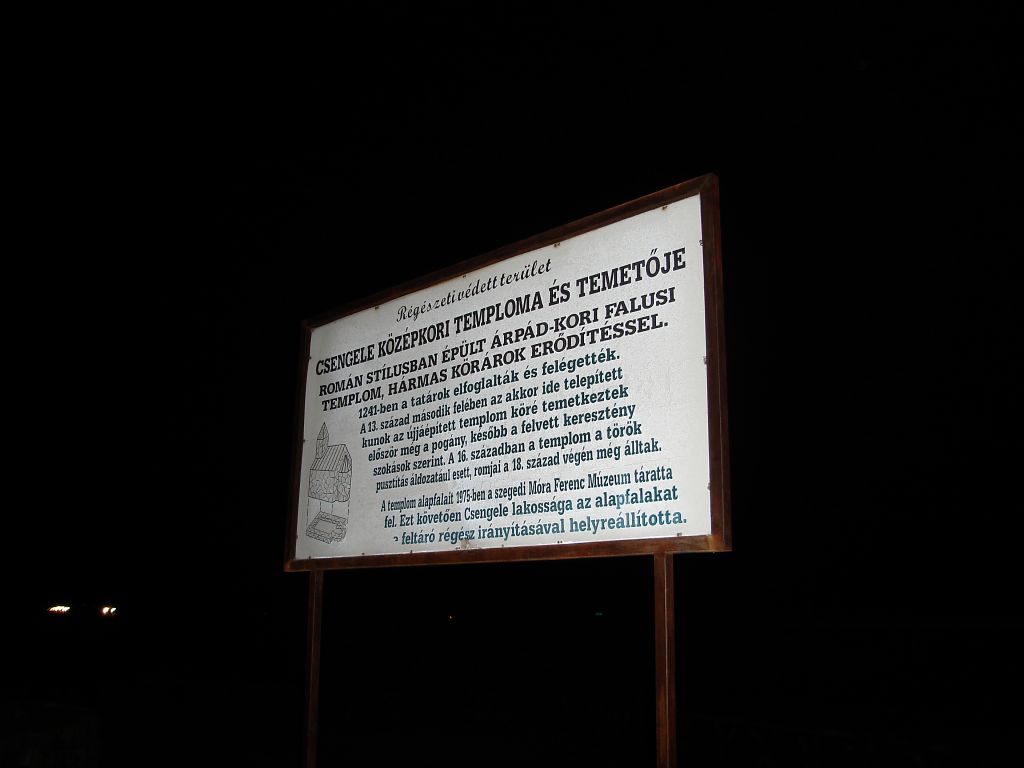 Régészeti védett terület
CSENGELE KÖZÉPKORI TEMPLOMA ÉS TEMETŐJE
ROMÁN STÍLUSBAN ÉPÜLT ÁRPÁD-KORI FALUSI
TEMPLOM, HÁRMAS KÖRÁROK ERŐDÍTÉSSEL.
1241-ben a tatárok elfoglalták és felégették.
A 13. század második felében az akkor ide telepített
kunok az újjáépített templom köré temetkeztek
először még a pogány, később a felvett keresztény
szokások szerint. A 16. században a templom a török
pusztítás áldozatául esett, romjai a 18. század végén még álltak.
A templom alapfalait 1975-ben a szegedi Móra Ferenc Múzeum táratta
fel. Ezt követően Csengele lakossága az alapfalakat
feltáró régész irányításával helyreállította.